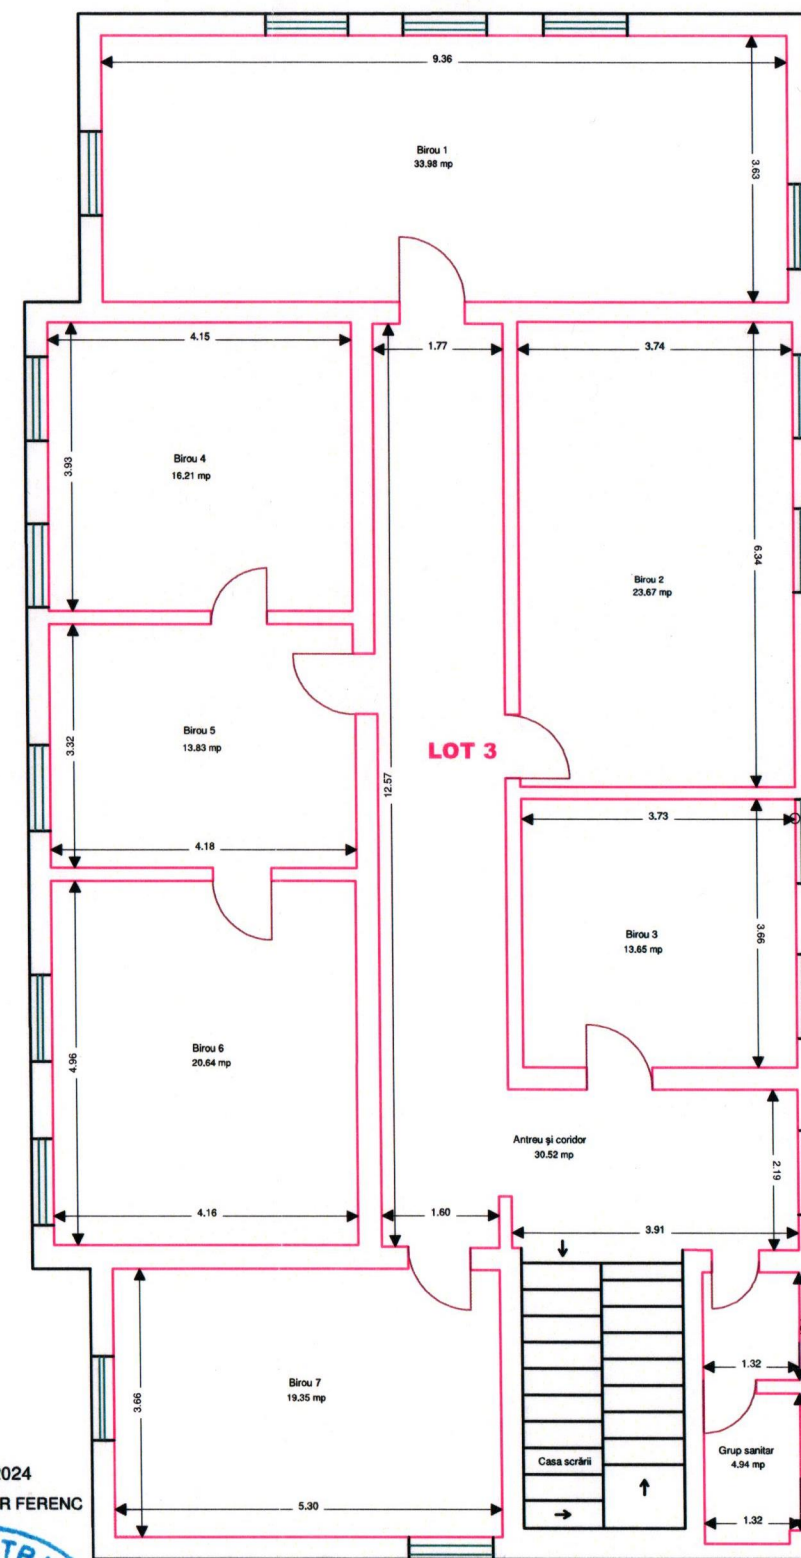 9.36
Birou 1
33.98 mp
3.63
4.15
1.77
3.74
3.93
Birou 4
16.21 mp
6.34
Birou 2
23.67 mp
Birou 5
13.83 mp
3.32
LOT 3
12.57
4.18
3.73
Birou 3
13.65 mp
3.66
Birou 6
20.64 mp
4.96
Antreu și coridor
30.52 mp
2.19
4.16
1.60
3.91
1.32
Birou 7
19.35 mp
3.66
Casa scrării
Grup sanitar
4.94 mp
5.30
1.32
024
R FERENC